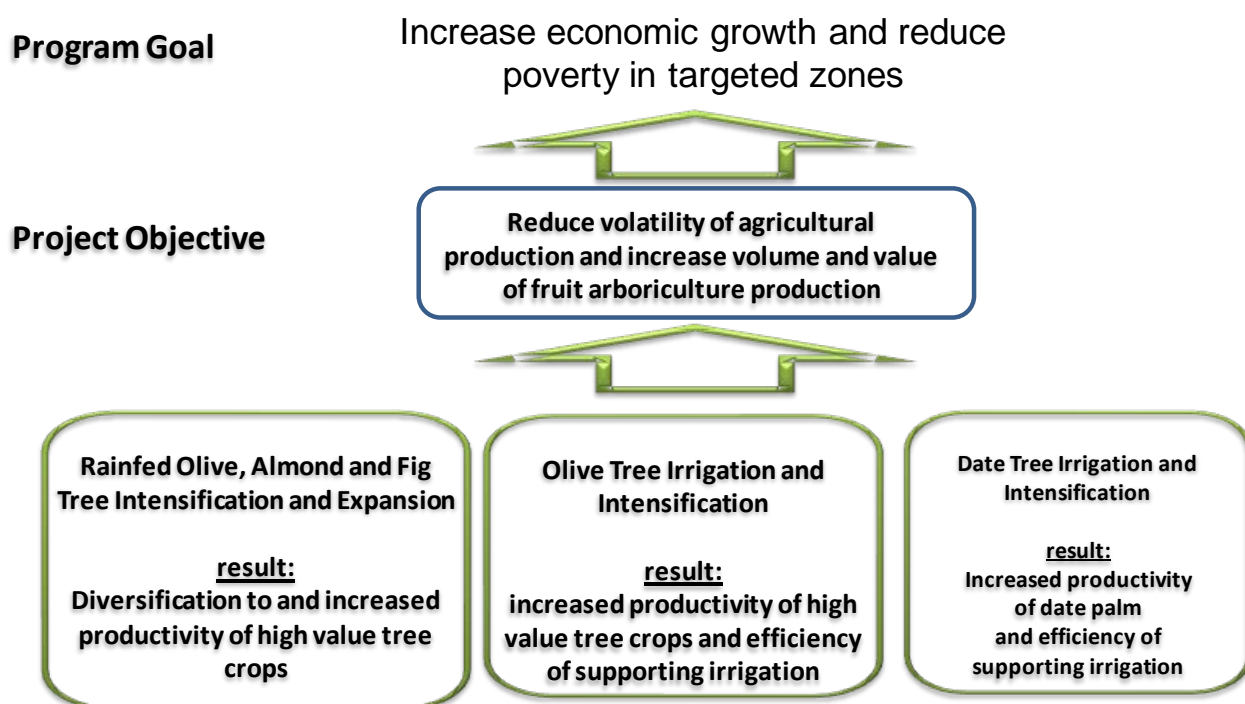 Program Goal
Increase economic growth and reduce
poverty in targeted zones
Project Objective
Reduce volatility of agricultural
production and increase volume and value
of fruit arboriculture production
Rainfed Olive, Almond and Fig
Tree Intensification and Expansion
result:
Diversification to and increased
productivity of high value tree
crops
Olive Tree Irrigation and
Intensification
result:
increased productivity of high
value tree crops and efficiency
of supporting irrigation
Date Tree Irrigation and
Intensification
result:
Increased productivity
of date palm
and efficiency of
supporting irrigation